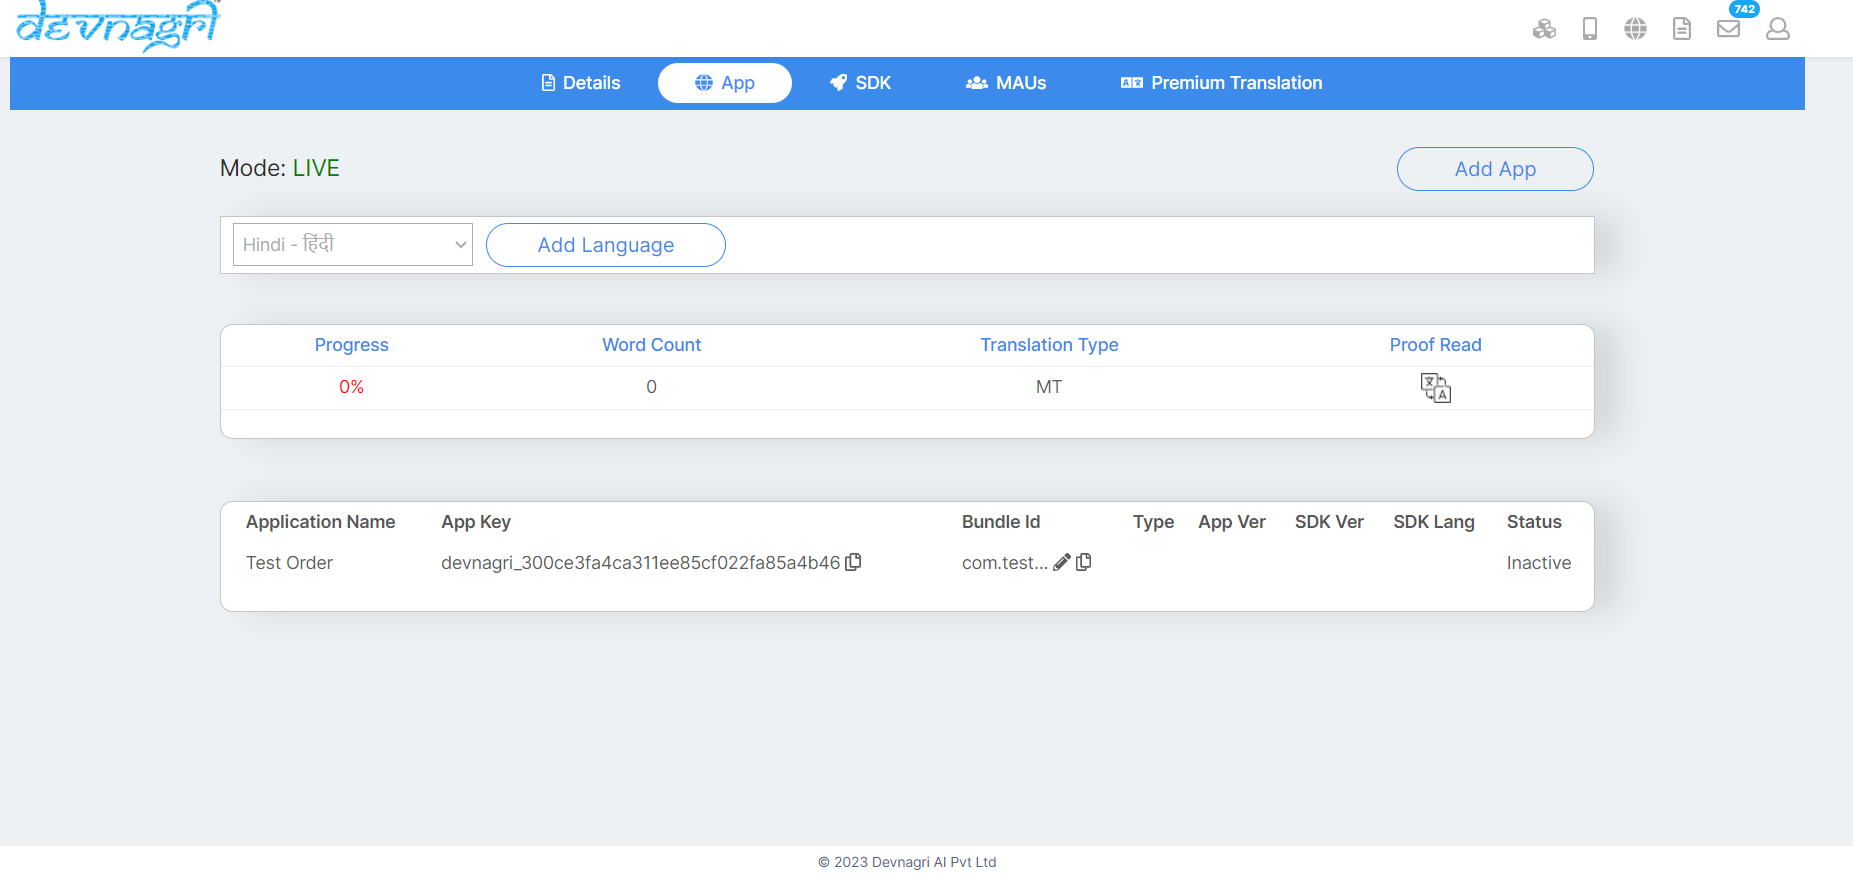 devnagri
742
Details App SDK MAUs Premium Translation
Mode: LIVE
Add App
Hindi - हिंदी Add Language
Progress Word Count Translation Type Proof Read
0% 0 MT
Application Name App Key Bundle Id Type App Ver SDK Ver SDK Lang Status
Test Order devnagri_300ce3fa4ca311ee85cf022fa85a4b46 com.test... Inactive
© 2023 Devnagri AI Pvt Ltd